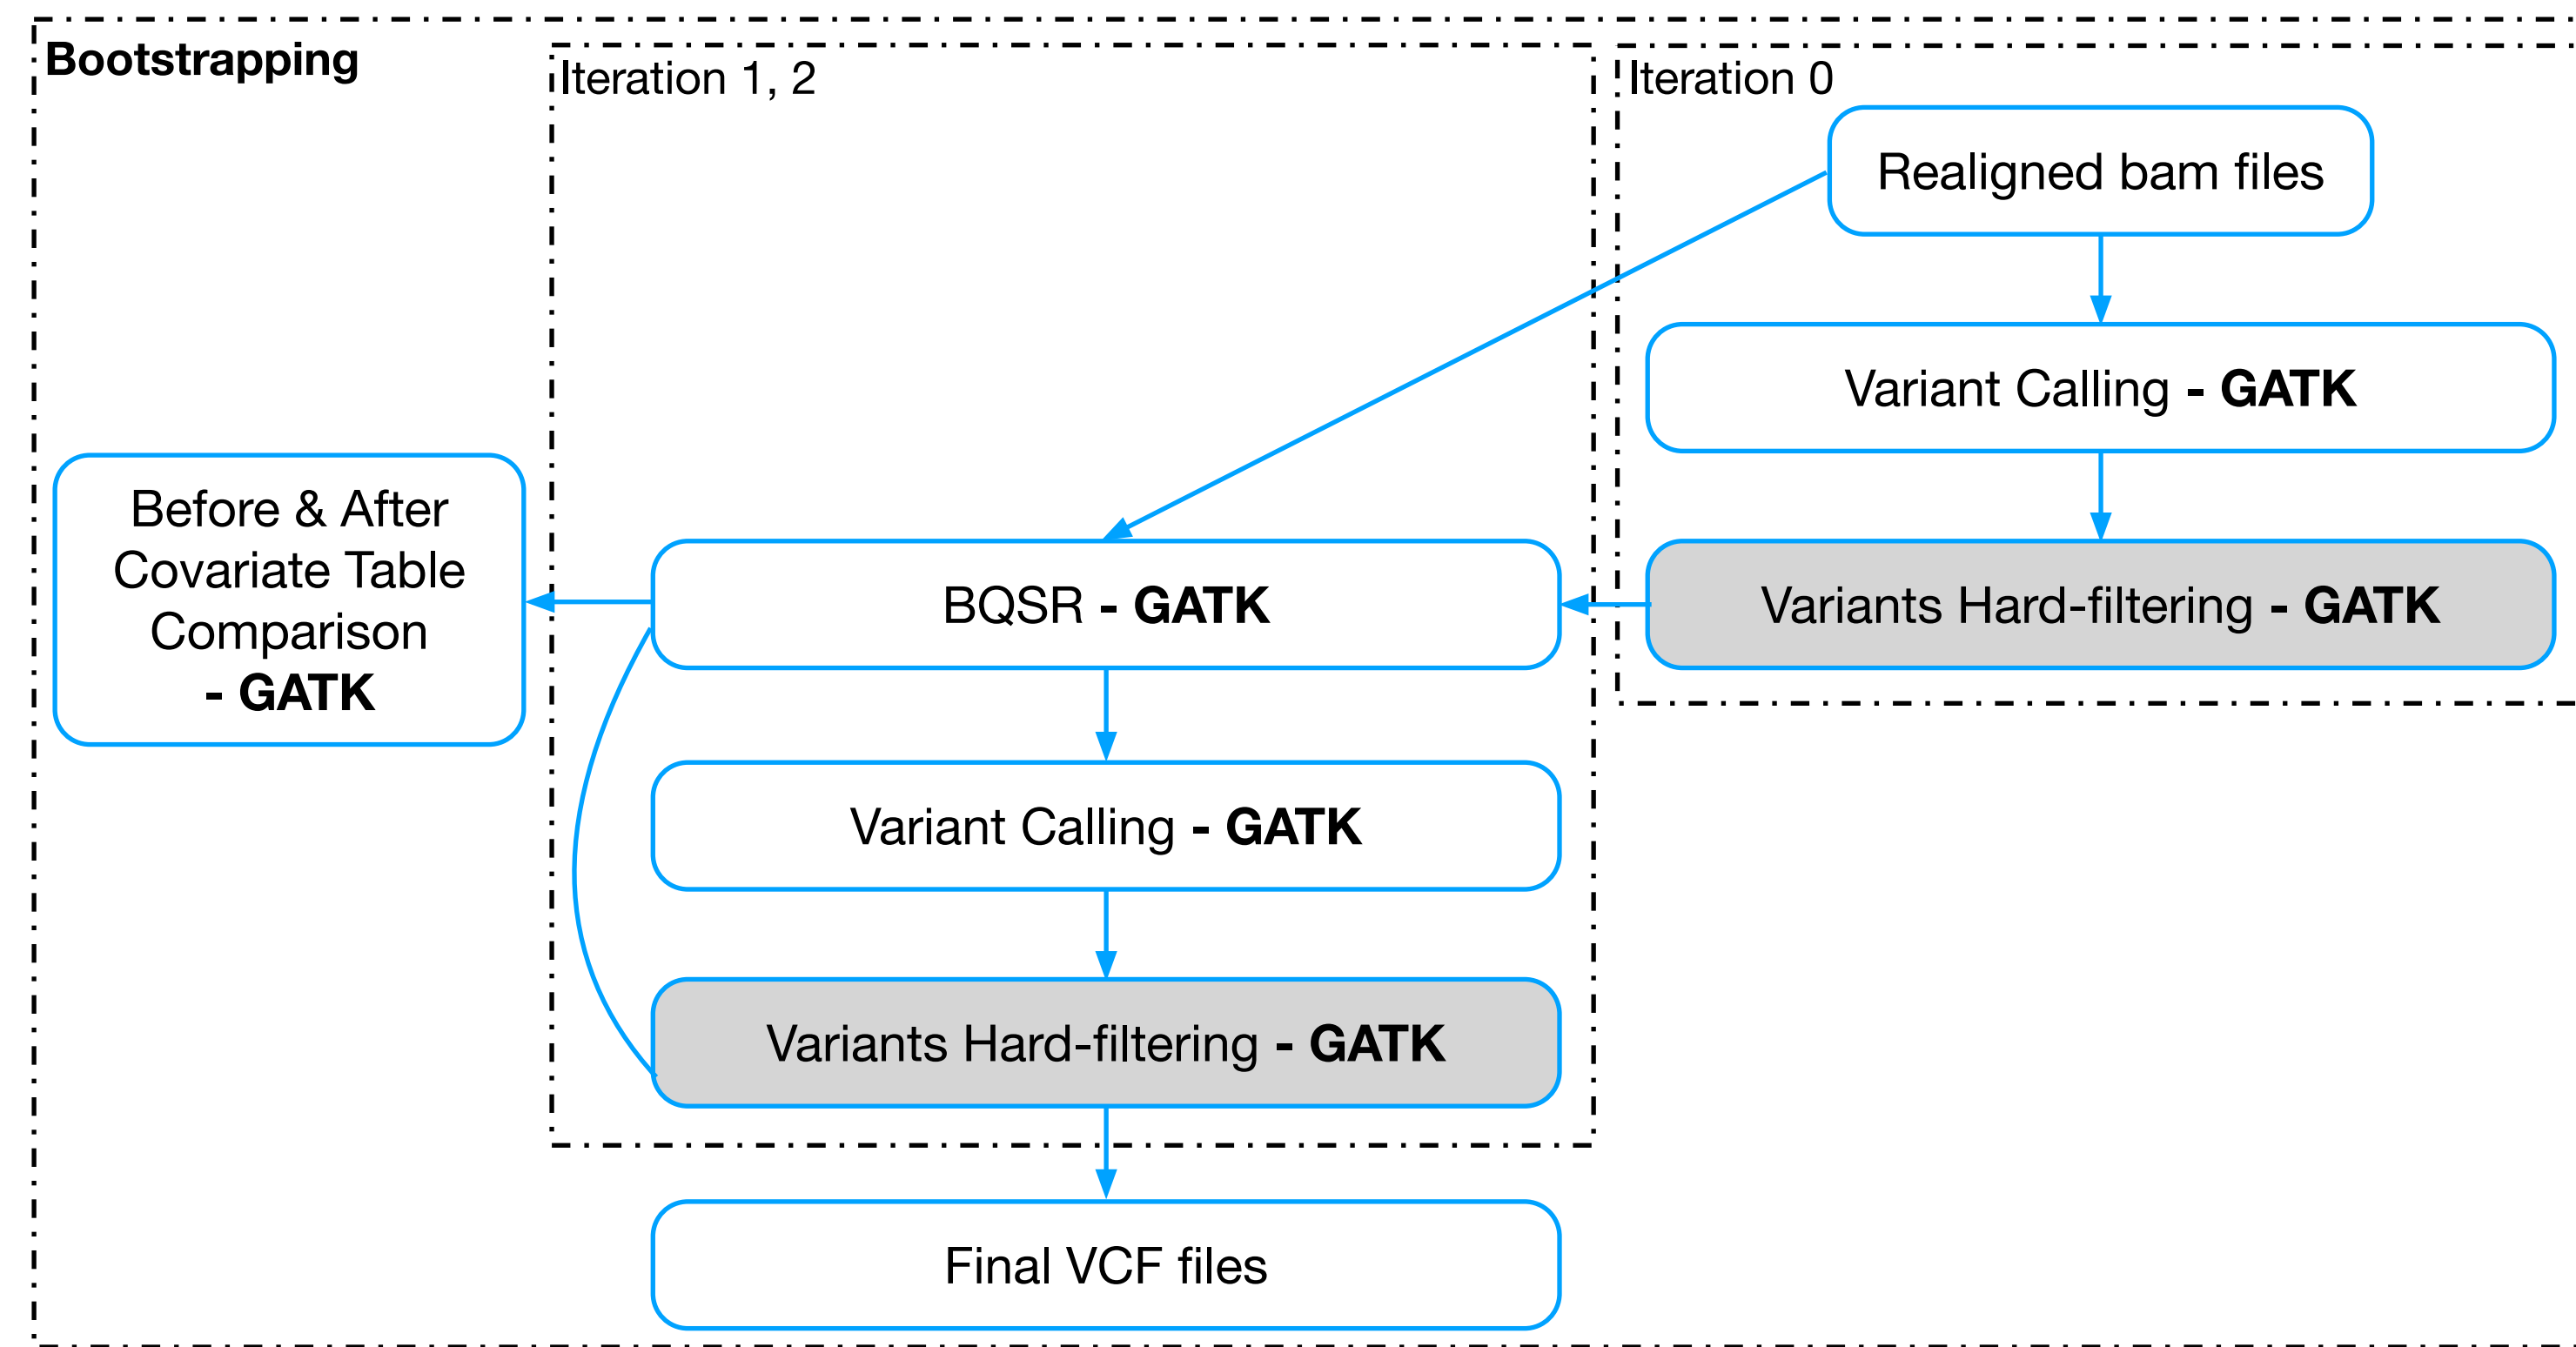 Bootstrapping
Iteration 1, 2
Iteration 0
Realigned bam files
Variant Calling - GATK
Variants Hard-filtering - GATK
Before & After
Covariate Table
Comparison
- GATK
BQSR - GATK
Variant Calling - GATK
Variants Hard-filtering - GATK
Final VCF files